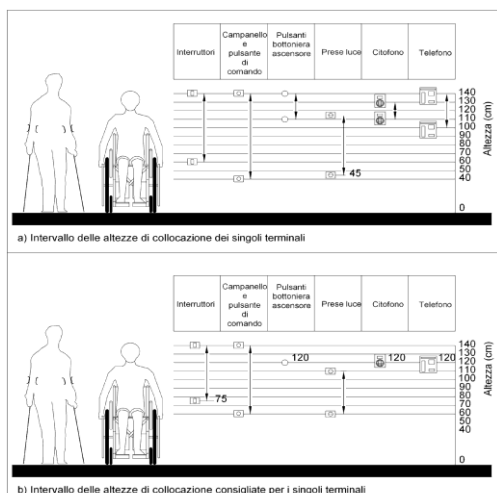 Interruttori
Campanello
e
pulsante
di
comando
Pulsanti
bottoniera
ascensore
Prese luce
Citofono
Telefono
140
130
120
110
100
90
80
70
60
50
40
0
Altezza (cm)
45
a) Intervallo delle altezze di collocazione dei singoli terminali
Interruttori
Campanello
e
pulsante
di
comando
Pulsanti
bottoniera
ascensore
Prese luce
Citofono
Telefono
120
120
120
75
140
130
120
110
100
90
80
70
60
50
40
0
Altezza (cm)
b) Intervallo delle altezze di collocazione consigliate per i singoli terminali